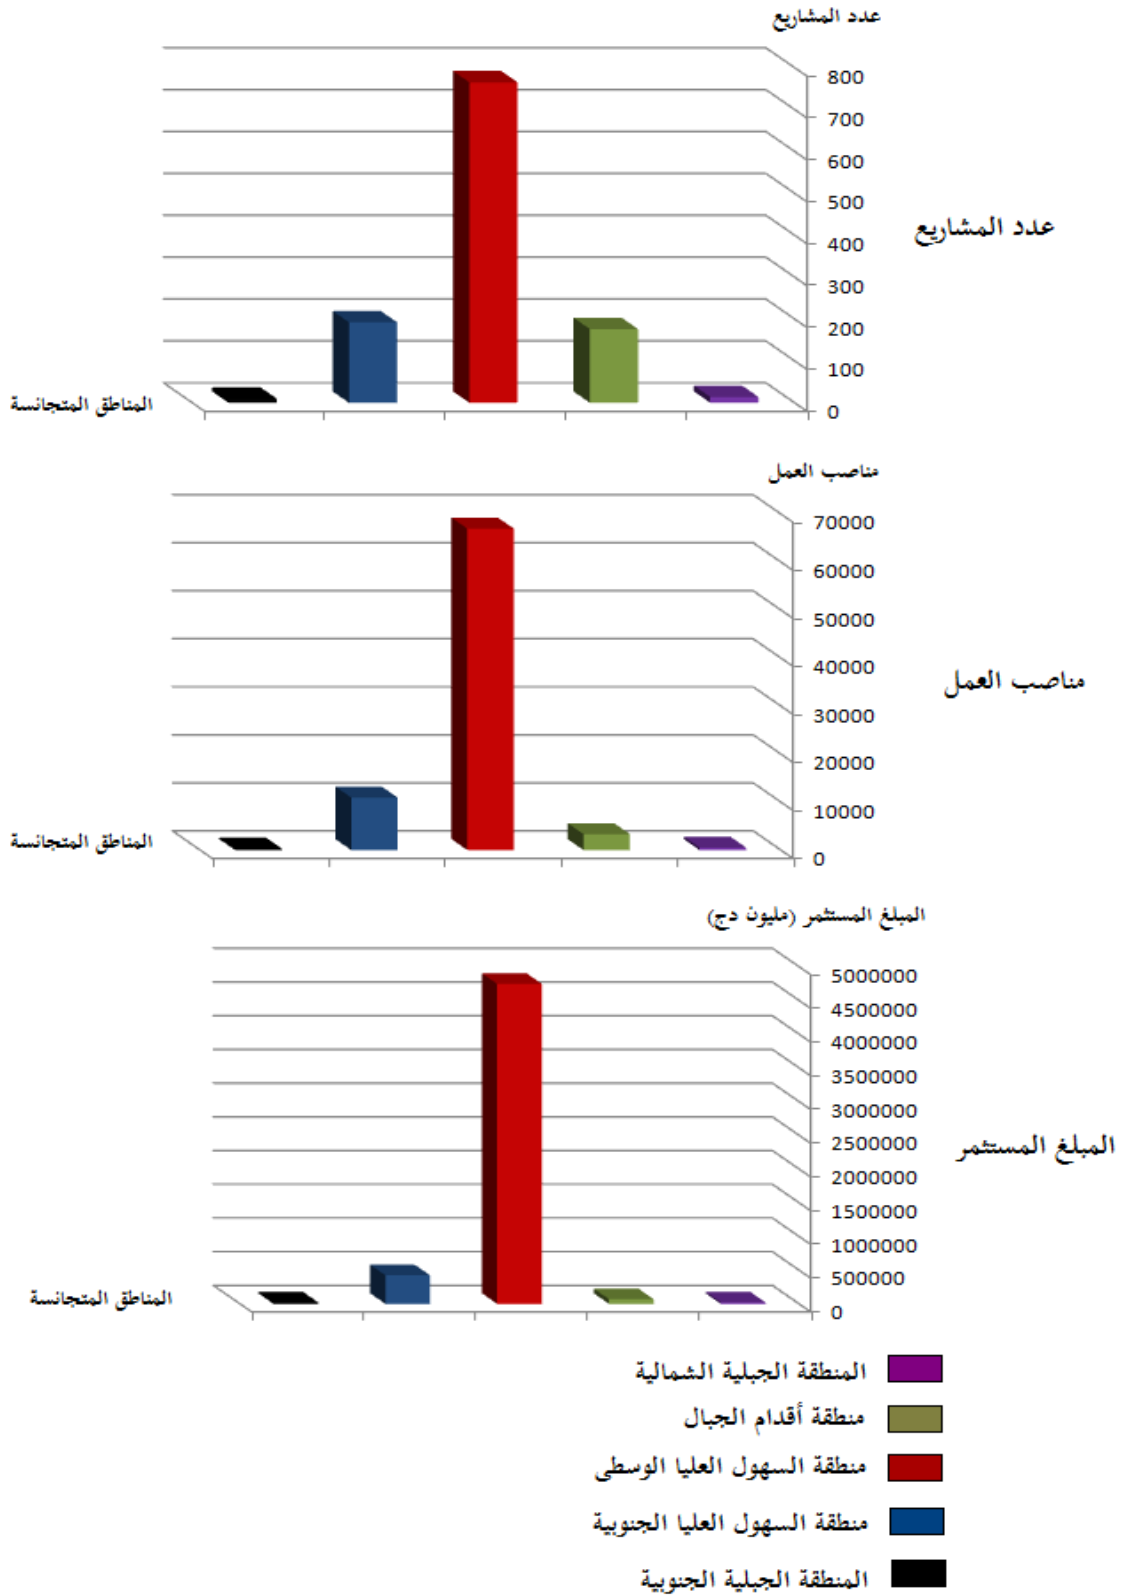 عدد المشاريع
800
700
600
500
400
300
200
100
0
عدد المشاريع
المناطق المتجانسة
مناصب العمل
70000
60000
50000
40000
30000
20000
10000
0
مناصب العمل
المناطق المتجانسة
المبلغ المستثمر (مليون دج)
5000000
4500000
4000000
3500000
3000000
2500000
2000000
1500000
1000000
500000
0
المبلغ المستثمر
المناطق المتجانسة
المنطقة الجبلية الشمالية
منطقة أقدام الجبال
منطقة السهول العليا الوسطى
منطقة السهول العليا الجنوبية
المنطقة الجبلية الجنوبية